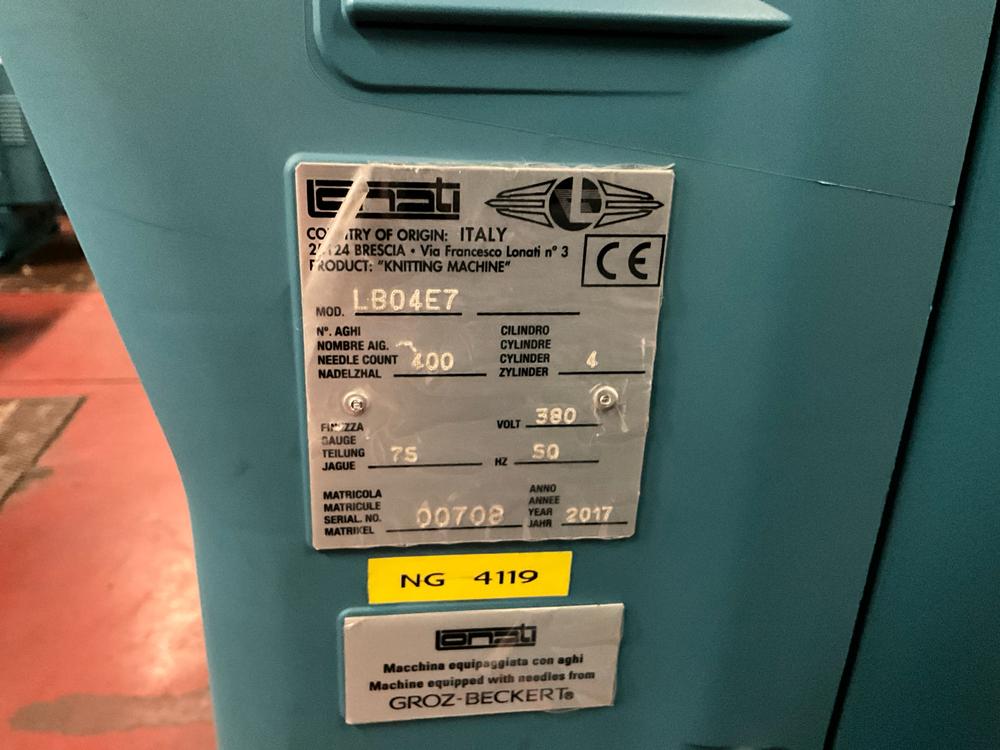 Lonati
L
COUNTRY OF ORIGIN: ITALY
25124 BRESCIA • Via Francesco Lonati n° 3
PRODUCT: "KNITTING MACHINE"
CE
MOD. LB04E7
N°. AGHI
NOMBRE AIG.
NEEDLE COUNT 400
NADELZHAL
CILINDRO
CYLINDRE
CYLINDER 4
ZYLINDER
FINEZZA
GAUGE
TEILUNG 75
JAGUE
VOLT 380
HZ 50
MATRICOLA
MATRICULE
SERIAL. NO. 00708
MATRIKEL
ANNO
ANNEE
YEAR 2017
JAHR
NG 4119
Lonati
Macchina equipaggiata con aghi
Machine equipped with needles from
GROZ-BECKERT®